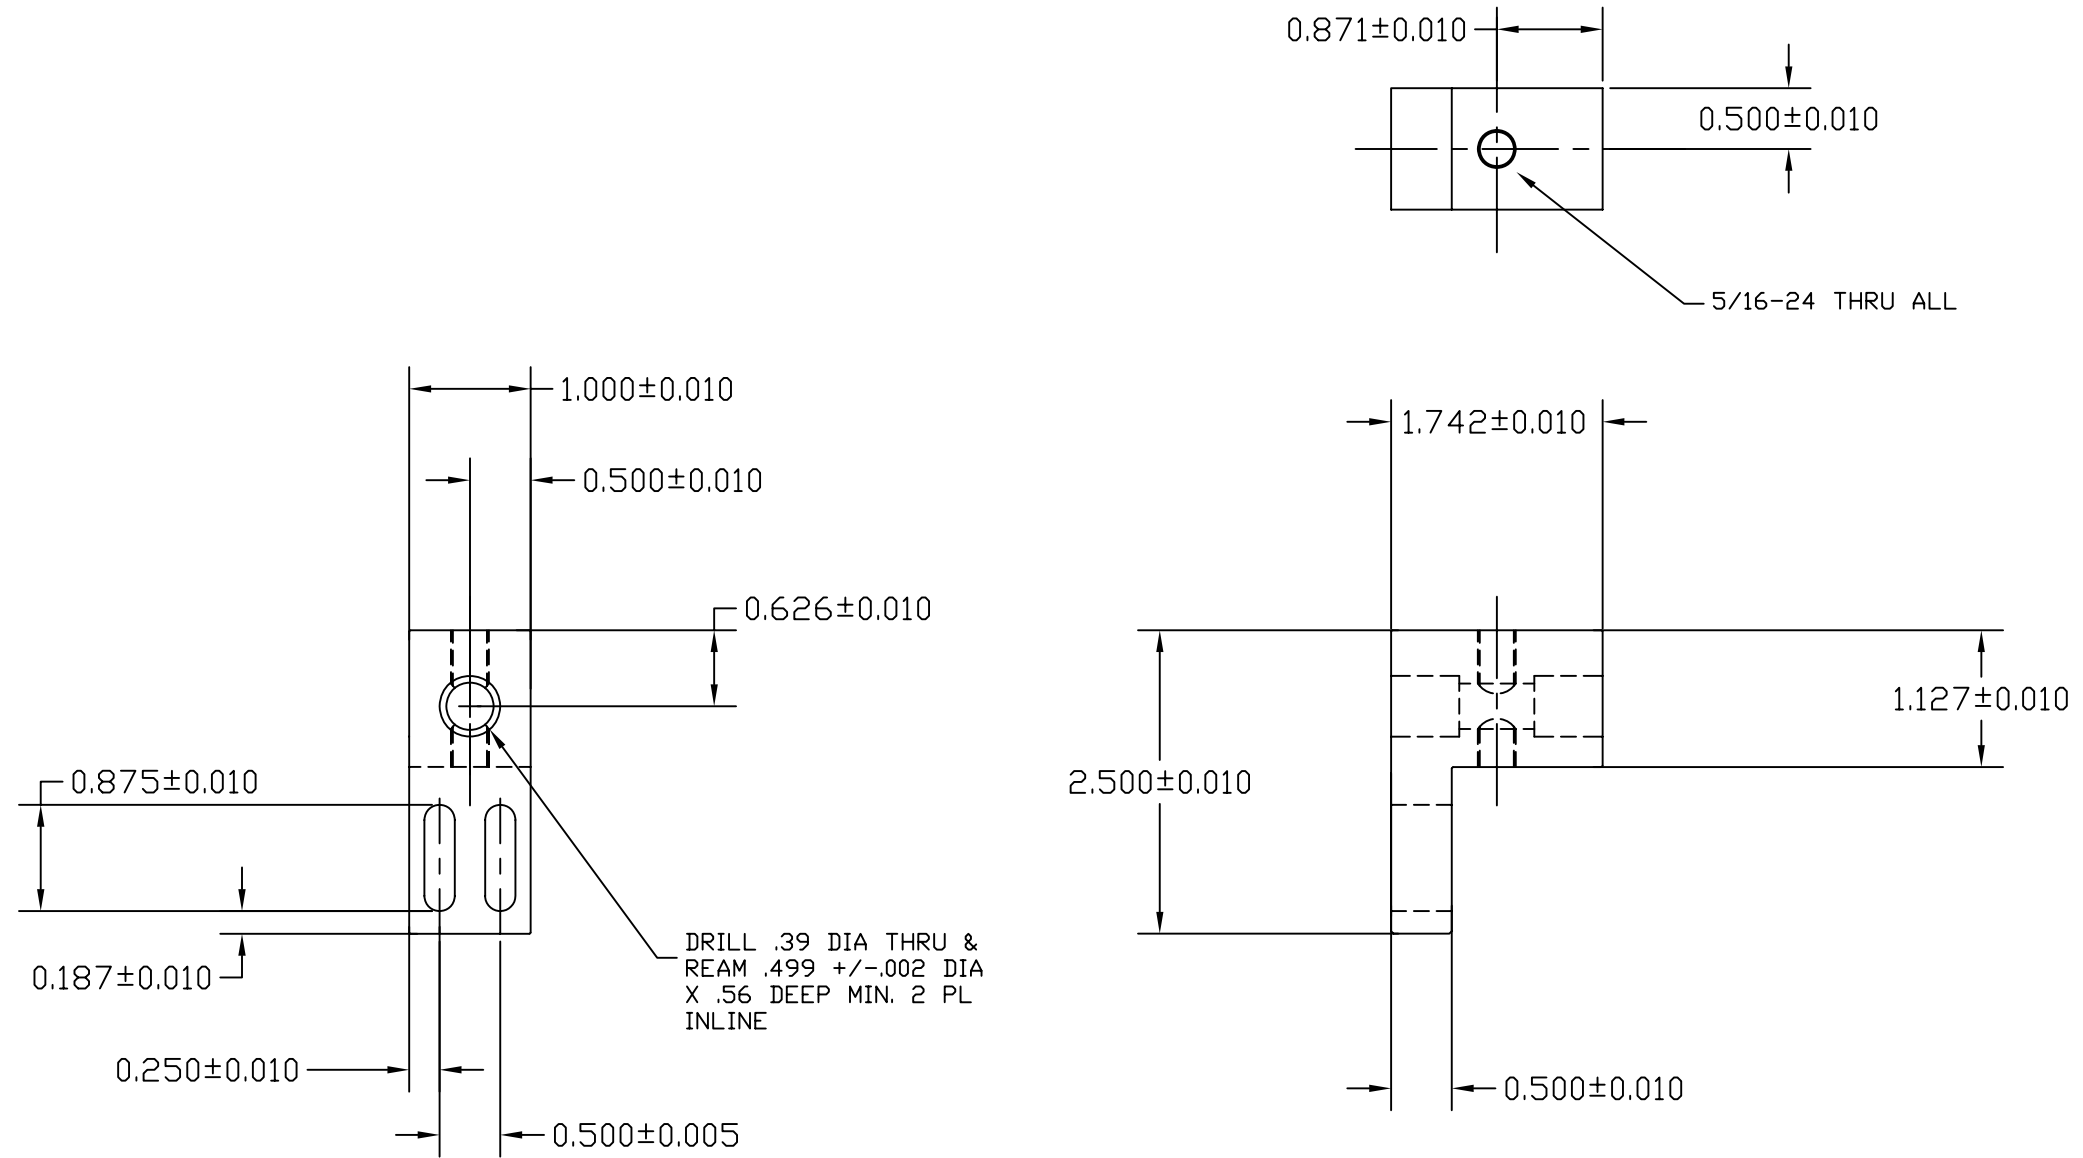 0.871±0.010
0.500±0.010
5/16-24 THRU ALL
1.000±0.010
1.742±0.010
0.500±0.010
0.626±0.010
1.127±0.010
0.875±0.010
2.500±0.010
DRILL .39 DIA THRU &
REAM .499 +/-.002 DIA
X .56 DEEP MIN. 2 PL
INLINE
0.187±0.010
0.250±0.010
0.500±0.010
0.500±0.005